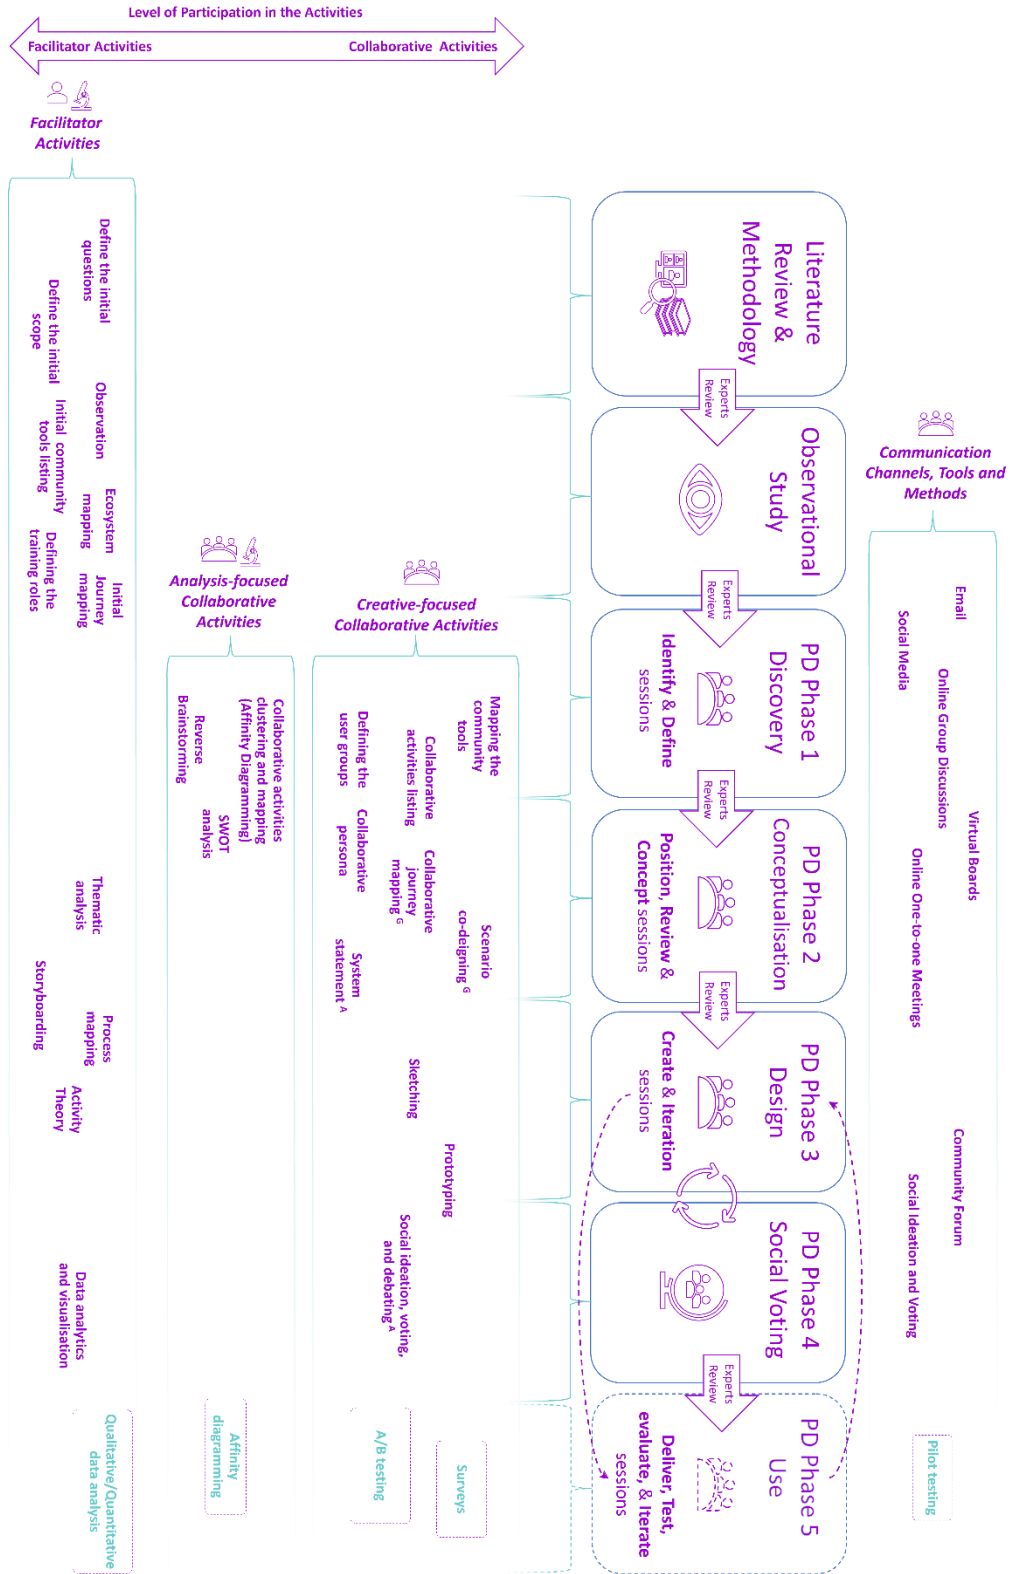 Level of Participation in the Activities
Facilitator Activities
Collaborative Activities
Facilitator
Activities
Define the initial
questions
Define the initial
scope
Observation
Initial community
tools listing
Ecosystem
mapping
Defining the
training roles
Initial
Journey
mapping
Thematic
analysis
Storyboarding
Process
mapping
Activity
Theory
Data analytics
and visualisation
Qualitative/Quantitative
data analysis
Analysis-focused
Collaborative
Activities
Collaborative activities
clustering and mapping
(Affinity Diagramming)
Reverse
Brainstorming
SWOT
analysis
Affinity
diagramming
Creative-focused
Collaborative Activities
Mapping the
community
tools
Collaborative
activities listing
Defining the
user groups
Collaborative
persona
Collaborative
journey
mapping G
Scenario
co-deigning G
System
statement A
Sketching
Prototyping
Social ideation, voting,
and debating A
A/B testing
Surveys
Literature
Review &
Methodology
Experts
Review
Observational
Study
Experts
Review
PD Phase 1
Discovery
Identify & Define
sessions
Experts
Review
PD Phase 2
Conceptualisation
Position, Review &
Concept sessions
Experts
Review
PD Phase 3
Design
Create & Iteration
sessions
PD Phase 4
Social Voting
Experts
Review
PD Phase 5
Use
Deliver, Test,
evaluate, & Iterate
sessions
Communication
Channels, Tools and
Methods
Email
Social Media
Online Group Discussions
Virtual Boards
Online One-to-one Meetings
Community Forum
Social Ideation and Voting
Pilot testing